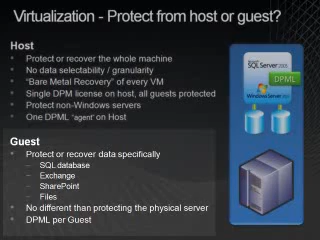 Virtualization - Protect from host or guest?
Host
Protect or recover the whole machine
No data selectability / granularity
"Bare Metal Recovery" of every VM
Single DPM license on host, all guests protected
Protect non-Windows servers
One DPML "agent" on Host
Guest
Protect or recover data specifically
– SQL database
– Exchange
– SharePoint
– Files
No different than protecting the physical server
DPML per Guest
SQL Server 2005
DPML
Windows Server